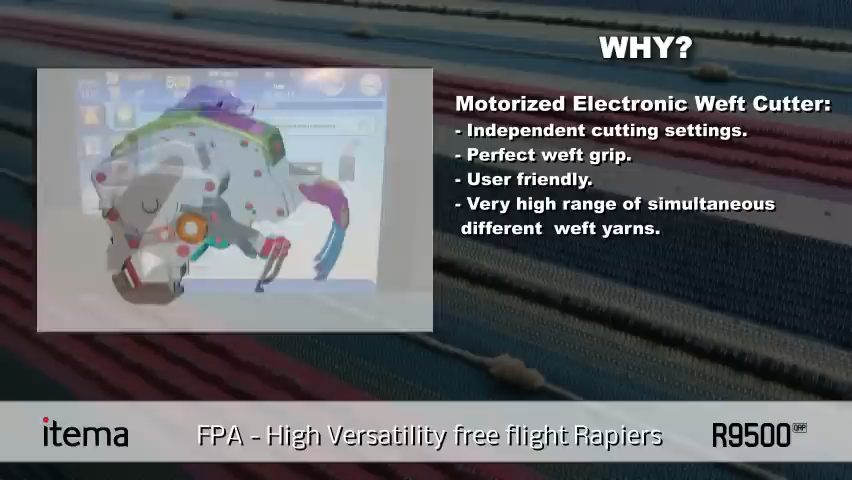 WHY?
Motorized Electronic Weft Cutter:
- Independent cutting settings.
- Perfect weft grip.
- User friendly.
- Very high range of simultaneous
different weft yarns.
itema
FPA - High Versatility free flight Rapiers
R9500